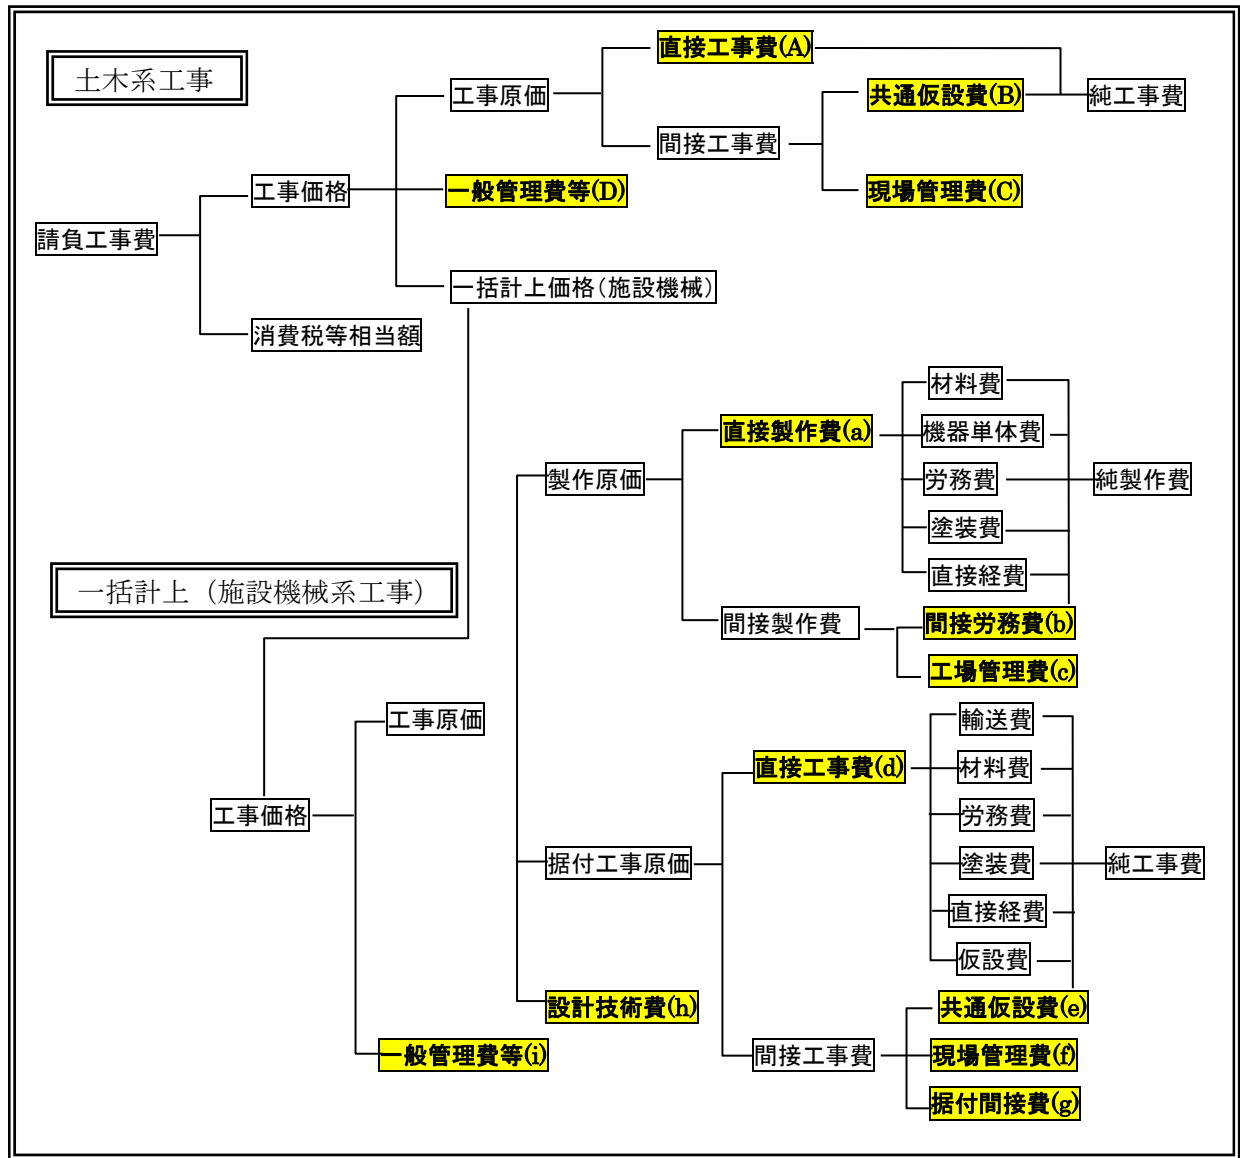 土木系工事
直接工事費(A)
工事原価
共通仮設費(B)
純工事費
間接工事費
工事価格
一般管理費等(D)
現場管理費(C)
請負工事費
一括計上価格(施設機械)
消費税等相当額
材料費
直接製作費(a)
機器単体費
製作原価
労務費
純製作費
塗装費
一括計上（施設機械系工事）
直接経費
間接製作費
間接労務費(b)
工場管理費(c)
工事原価
輸送費
直接工事費(d)
材料費
工事価格
労務費
据付工事原価
塗装費
純工事費
直接経費
仮設費
設計技術費(h)
共通仮設費(e)
一般管理費等(i)
間接工事費
現場管理費(f)
据付間接費(g)